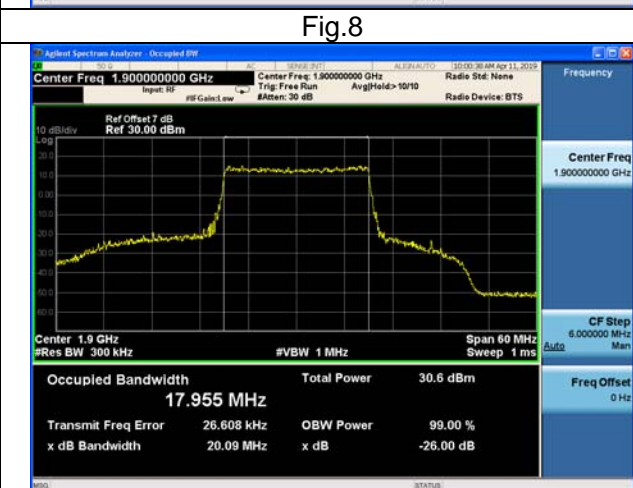 Fig.8
Agilent Spectrum Analyzer - Occupied BW
50 Ω AC SENSE:INT ALIGN AUTO 10:00:38 AM Apr 11, 2019
Center Freq 1.900000000 GHz
Center Freq: 1.900000000 GHz
Radio Std: None
Input: RF
Trig: Free Run
Avg|Hold:>10/10
#IFGain:Low
#Atten: 30 dB
Radio Device: BTS
Frequency
Ref Offset 7 dB
10 dB/div
Ref 30.00 dBm
Log
20.0
10.0
0.00
-10.0
-20.0
-30.0
-40.0
-50.0
-60.0
Center Freq
1.900000000 GHz
Center 1.9 GHz
Span 60 MHz
#Res BW 300 kHz
#VBW 1 MHz
Sweep 1 ms
CF Step
6.000000 MHz
Auto Man
Occupied Bandwidth
17.955 MHz
Total Power 30.6 dBm
Transmit Freq Error 26.608 kHz
OBW Power 99.00 %
x dB Bandwidth 20.09 MHz
x dB -26.00 dB
Freq Offset
0 Hz
MSG STATUS